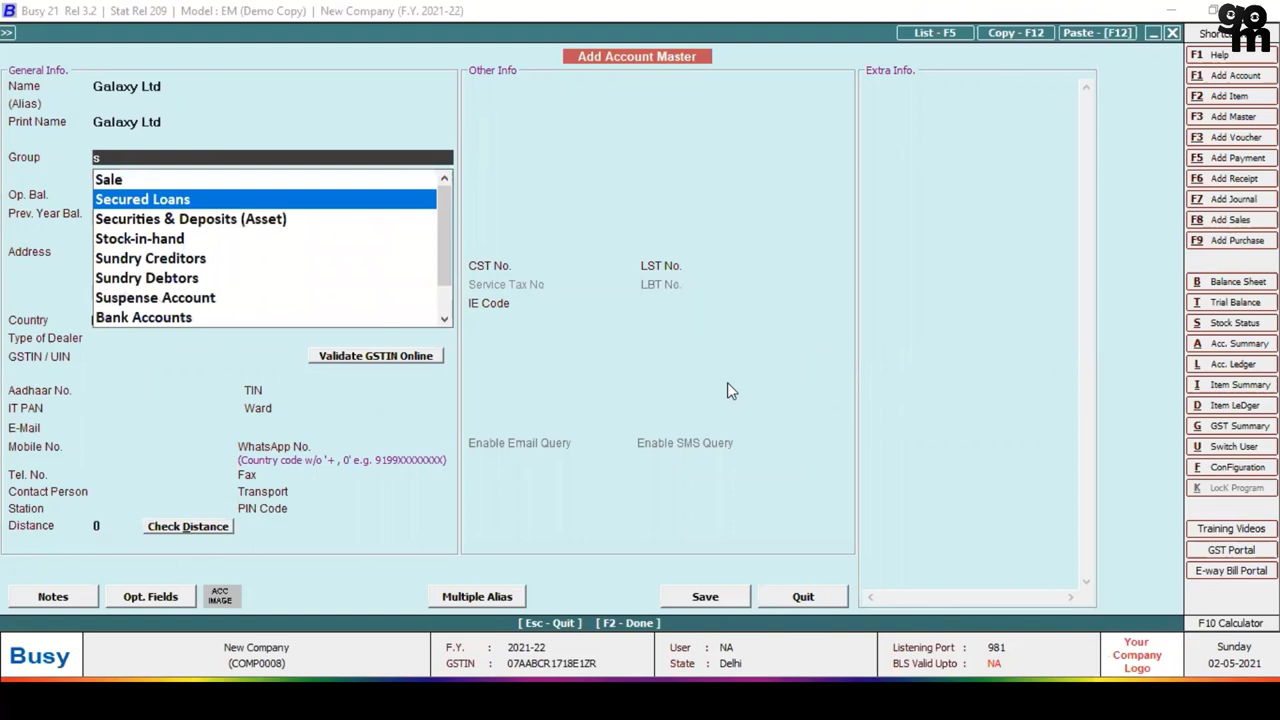 Busy 21 Rel 3.2 | Stat Rel 209 | Model : EM (Demo Copy) | New Company (F.Y. 2021-22)
gom
>>
List - F5
Copy - F12
Paste - [F12]
Add Account Master
General Info.
Name Galaxy Ltd
(Alias)
Print Name Galaxy Ltd
Group s
Sale
Secured Loans
Securities & Deposits (Asset)
Stock-in-hand
Sundry Creditors
Sundry Debtors
Suspense Account
Bank Accounts
Op. Bal.
Prev. Year Bal.
Address
Country
Type of Dealer
GSTIN / UIN
Validate GSTIN Online
Aadhaar No. TIN
IT PAN Ward
E-Mail
Mobile No. WhatsApp No.
(Country code w/o '+ , 0' e.g. 9199XXXXXXXX)
Tel. No. Fax
Contact Person Transport
Station PIN Code
Distance 0 Check Distance
Other Info
CST No. LST No.
Service Tax No LBT No.
IE Code
Enable Email Query Enable SMS Query
Extra Info.
Notes
Opt. Fields
ACC
IMAGE
Multiple Alias
Save
Quit
[ Esc - Quit ] [ F2 - Done ]
F1 Help
F1 Add Account
F2 Add Item
F3 Add Master
F3 Add Voucher
F5 Add Payment
F6 Add Receipt
F7 Add Journal
F8 Add Sales
F9 Add Purchase
B Balance Sheet
T Trial Balance
S Stock Status
A Acc. Summary
L Acc. Ledger
I Item Summary
D Item LeDger
G GST Summary
U Switch User
F ConFiguration
K LocK Program
Training Videos
GST Portal
E-way Bill Portal
F10 Calculator
Busy
New Company
(COMP0008)
F.Y. : 2021-22
GSTIN : 07AABCR1718E1ZR
User : NA
State : Delhi
Listening Port : 981
BLS Valid Upto : NA
Your
Company
Logo
Sunday
02-05-2021